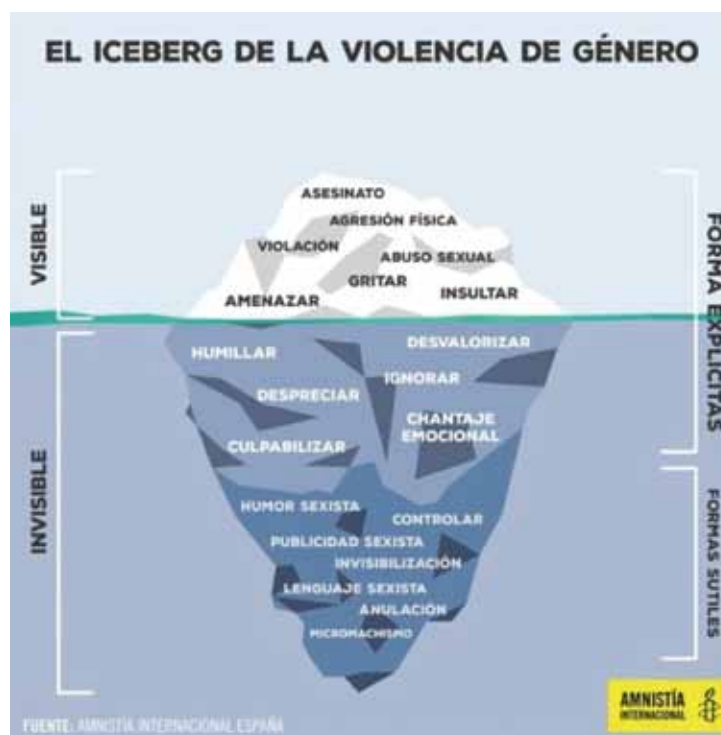 EL ICEBERG DE LA VIOLENCIA DE GÉNERO
VISIBLE
ASESINATO
AGRESIÓN FÍSICA
VIOLACIÓN
ABUSO SEXUAL
GRITAR
INSULTAR
AMENAZAR
FORMA EXPLICITAS
INVISIBLE
DESVALORIZAR
HUMILLAR
IGNORAR
DESPRECIAR
CHANTAJE
EMOCIONAL
CULPABILIZAR
HUMOR SEXISTA
CONTROLAR
PUBLICIDAD SEXISTA
INVISIBILIZACIÓN
LENGUAJE SEXISTA
ANULACIÓN
MICROMACHISMO
FORMAS SUTILES
AMNISTÍA
INTERNACIONAL
FUENTE: AMNISTÍA INTERNACIONAL ESPAÑA